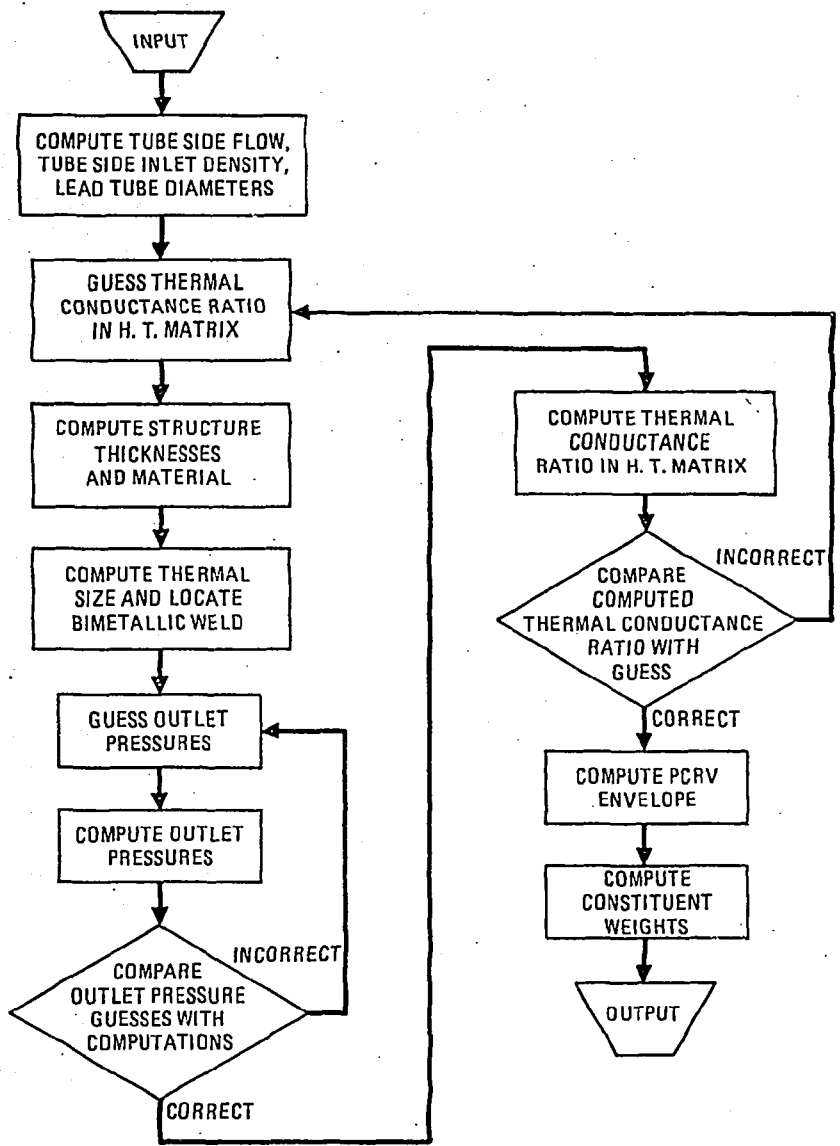 INPUT
COMPUTE TUBE SIDE FLOW,
TUBE SIDE INLET DENSITY,
LEAD TUBE DIAMETERS
GUESS THERMAL
CONDUCTANCE RATIO
IN H. T. MATRIX
COMPUTE STRUCTURE
THICKNESSES
AND MATERIAL
COMPUTE THERMAL
SIZE AND LOCATE
BIMETALLIC WELD
GUESS OUTLET
PRESSURES
COMPUTE OUTLET
PRESSURES
INCORRECT
COMPARE
OUTLET PRESSURE
GUESSES WITH
COMPUTATIONS
CORRECT
COMPUTE THERMAL
CONDUCTANCE
RATIO IN H. T. MATRIX
INCORRECT
COMPARE
COMPUTED
THERMAL CONDUCTANCE
RATIO WITH
GUESS
CORRECT
COMPUTE PCRV
ENVELOPE
COMPUTE
CONSTITUENT
WEIGHTS
OUTPUT